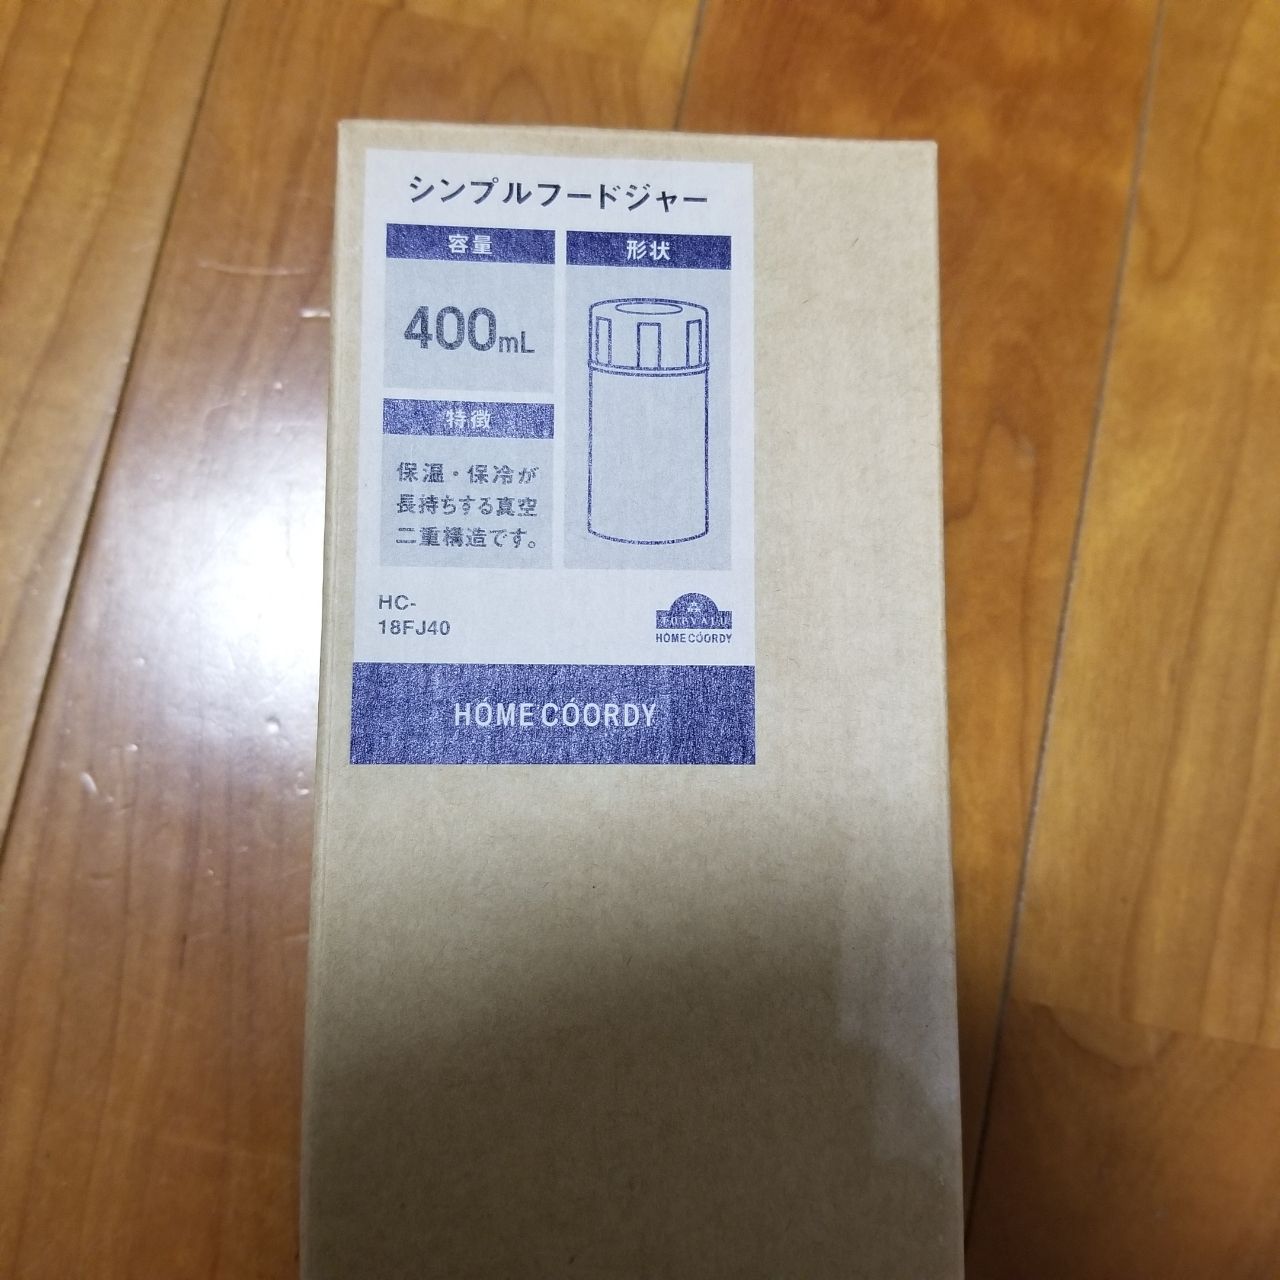 シンプルフードジャー
容量
400mL
形状
特徴
保温・保冷が
長持ちする真空
二重構造です。
HC-
18FJ40
TOPVALU
HOME COORDY
HOME COORDY